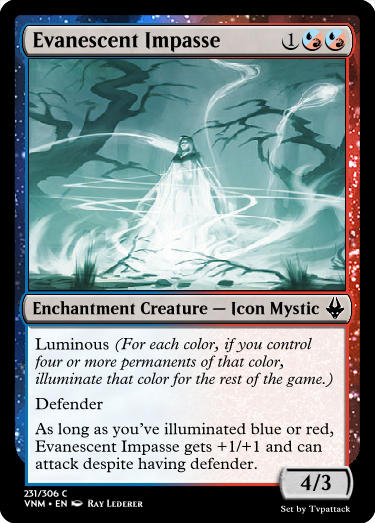 Evanescent Impasse 1
Enchantment Creature — Icon Mystic
Luminous (For each color, if you control
four or more permanents of that color,
illuminate that color for the rest of the game.)
Defender
As long as you've illuminated blue or red,
Evanescent Impasse gets +1/+1 and can
attack despite having defender.
4/3
231/306 C
VNM • EN Ray Lederer
Set by Tvpattack